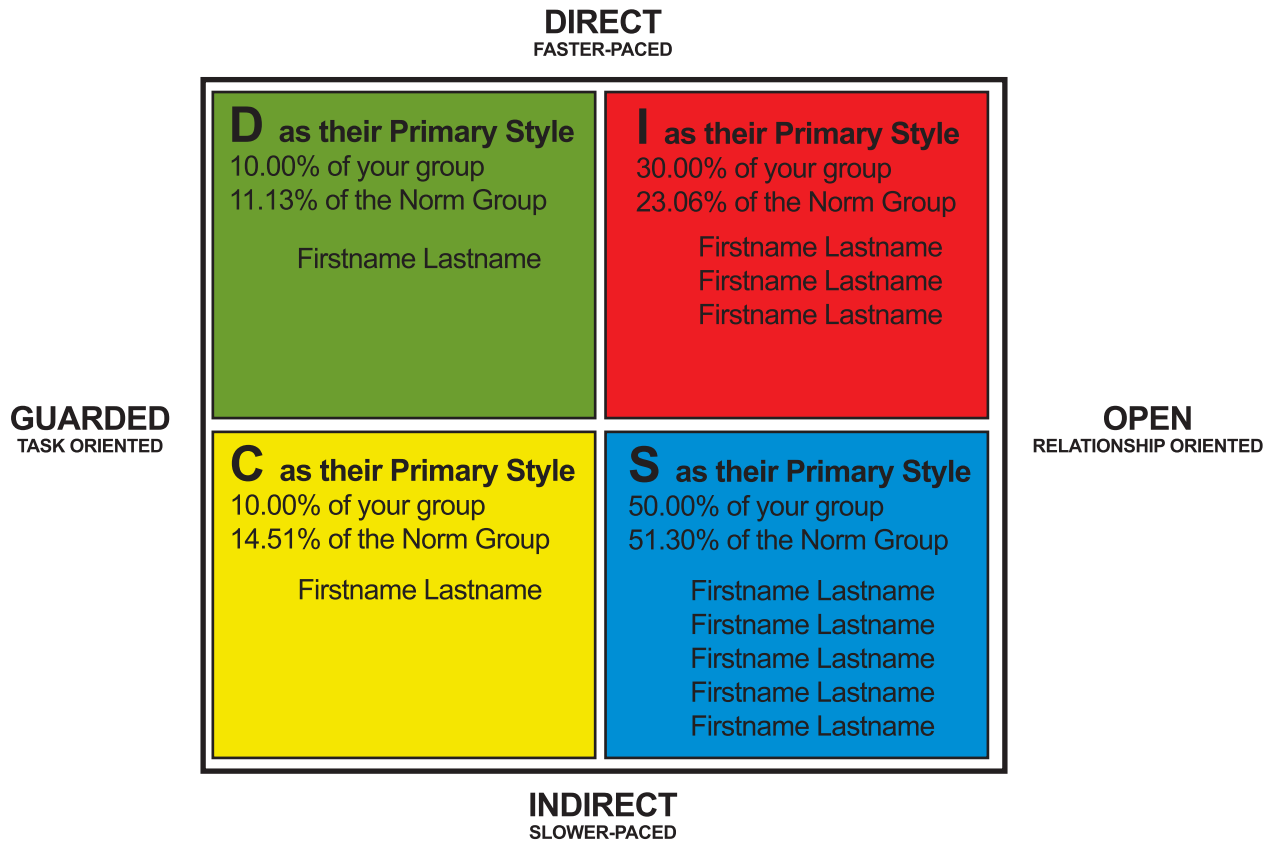 DIRECT
FASTER-PACED
D as their Primary Style
10.00% of your group
11.13% of the Norm Group
Firstname Lastname
I as their Primary Style
30.00% of your group
23.06% of the Norm Group
Firstname Lastname
Firstname Lastname
Firstname Lastname
GUARDED
TASK ORIENTED
OPEN
RELATIONSHIP ORIENTED
C as their Primary Style
10.00% of your group
14.51% of the Norm Group
Firstname Lastname
S as their Primary Style
50.00% of your group
51.30% of the Norm Group
Firstname Lastname
Firstname Lastname
Firstname Lastname
Firstname Lastname
Firstname Lastname
INDIRECT
SLOWER-PACED